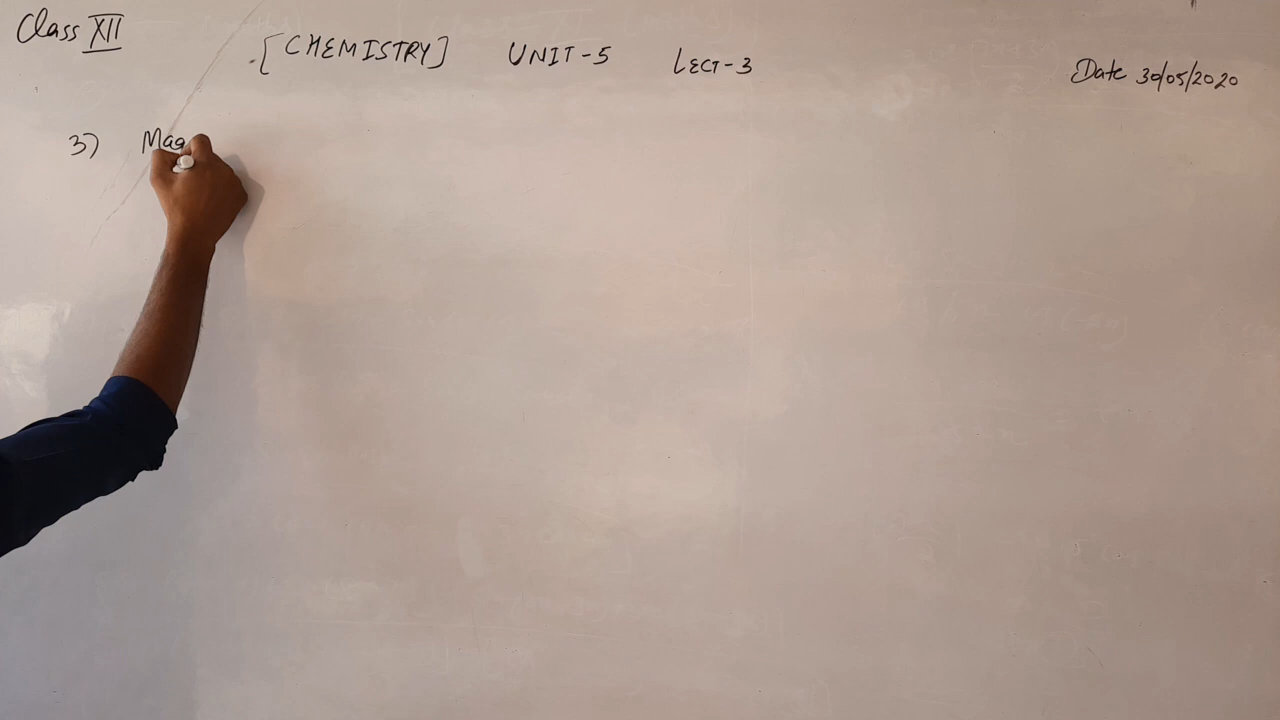 Class XII
[CHEMISTRY] UNIT-5 LECT-3
Date 30/05/2020
3) Mag